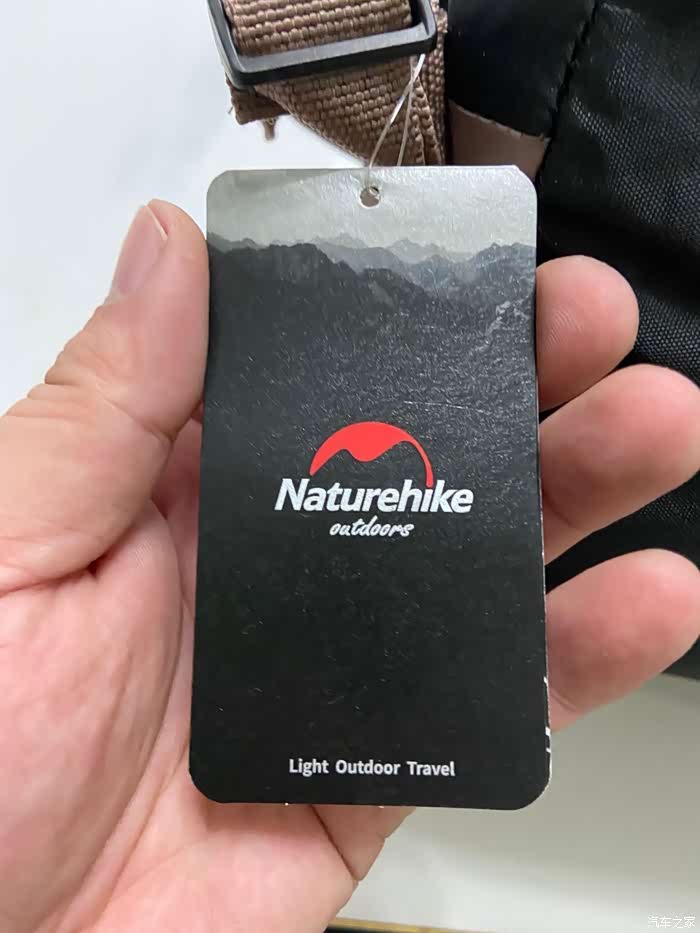 Naturehike
outdoors
Light Outdoor Travel
汽车之家